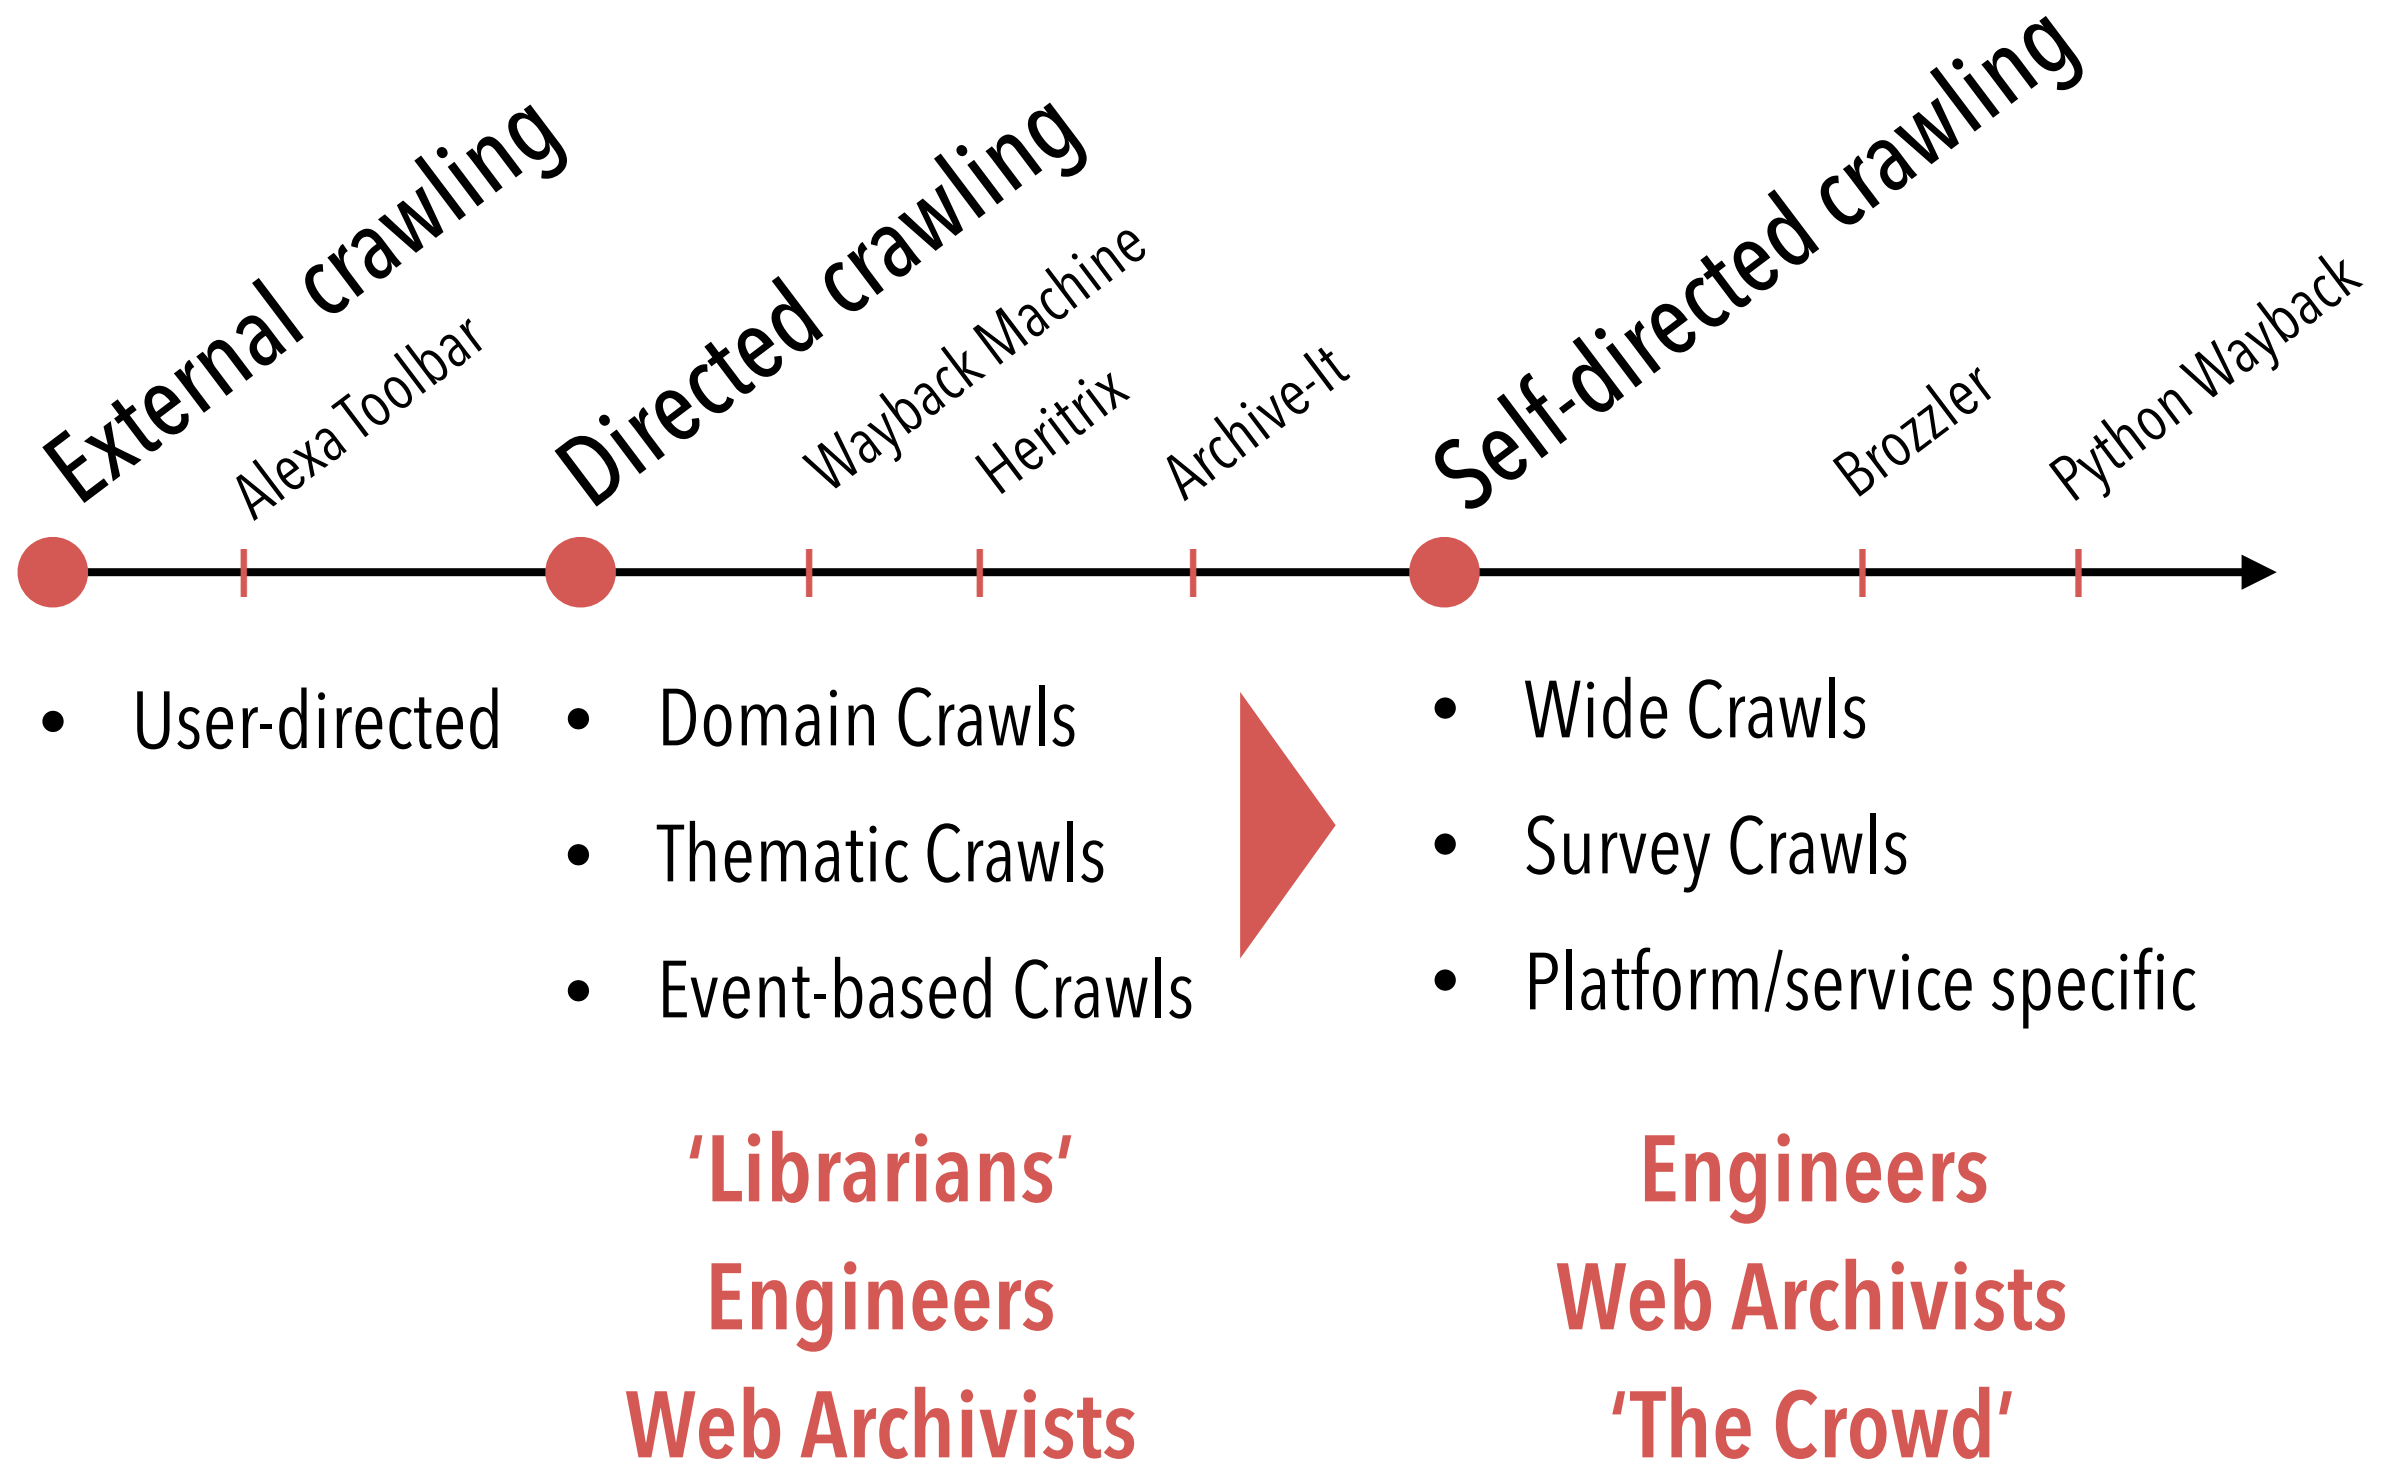 External crawling
Alexa Toolbar
Directed crawling
Wayback Machine
Heritrix
Archive-It
Self-directed crawling
Brozzler
Python Wayback
• User-directed
• Domain Crawls
• Thematic Crawls
• Event-based Crawls
• Wide Crawls
• Survey Crawls
• Platform/service specific
‘Librarians’
Engineers
Web Archivists
Engineers
Web Archivists
‘The Crowd’